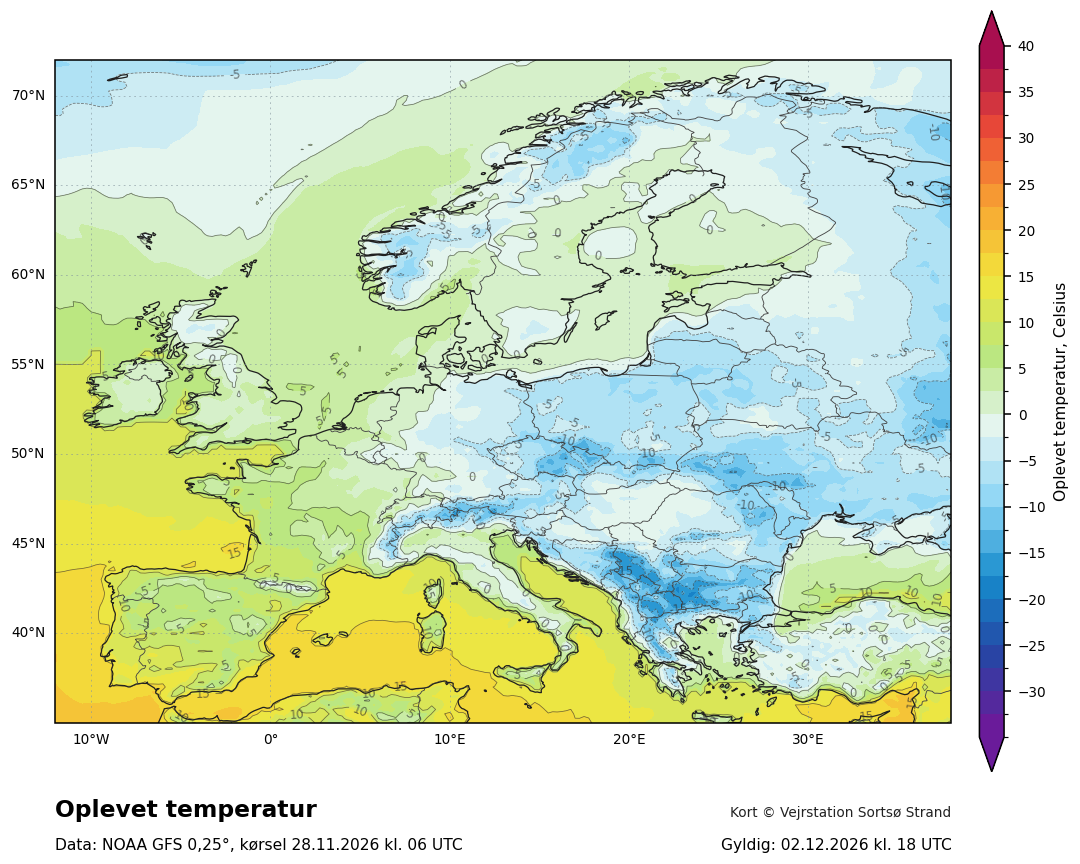 70°N
65°N
60°N
55°N
50°N
45°N
40°N
10°W
0°
10°E
20°E
30°E
40
35
30
25
20
15
10
5
0
−5
−10
−15
−20
−25
−30
Oplevet temperatur, Celsius
Oplevet temperatur
Kort © Vejrstation Sortsø Strand
Data: NOAA GFS 0,25°, kørsel 28.11.2026 kl. 06 UTC
Gyldig: 02.12.2026 kl. 18 UTC